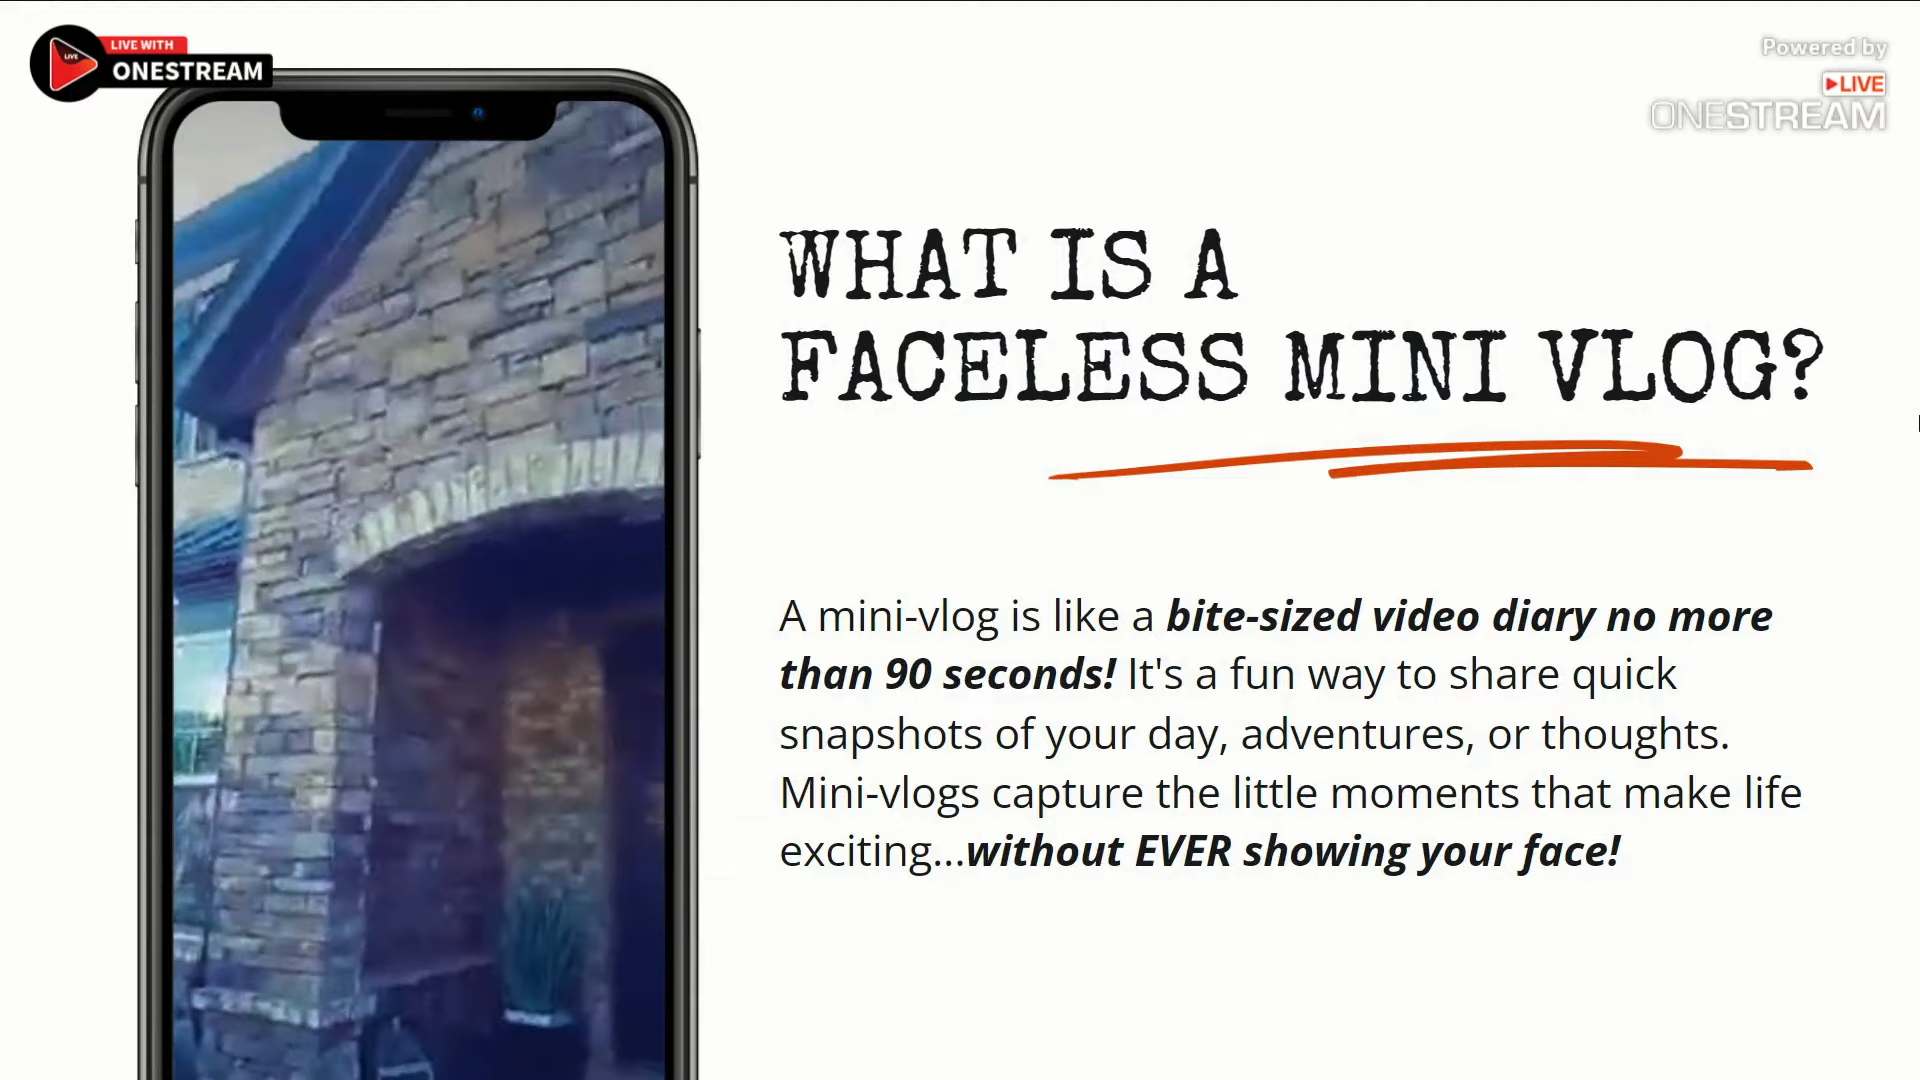 LIVE WITH
LIVE
ONESTREAM
Powered by
LIVE
ONESTREAM
WHAT IS A
FACELESS MINI VLOG?
A mini-vlog is like a bite-sized video diary no more
than 90 seconds! It's a fun way to share quick
snapshots of your day, adventures, or thoughts.
Mini-vlogs capture the little moments that make life
exciting...without EVER showing your face!